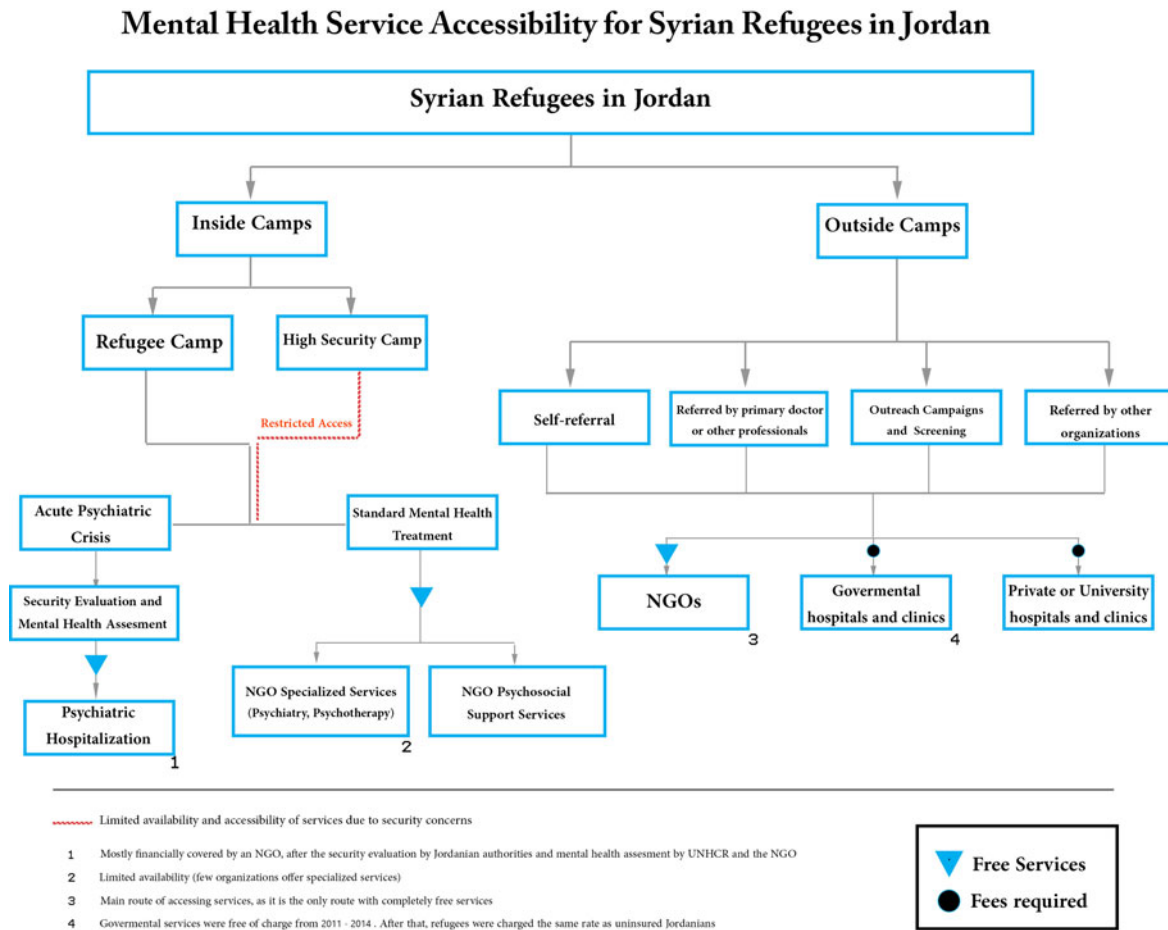 Mental Health Service Accessibility for Syrian Refugees in Jordan
Syrian Refugees in Jordan
Inside Camps
Outside Camps
Refugee Camp
High Security Camp
Restricted Access
Self-referral
Referred by primary doctor
or other professionals
Outreach Campaigns
and Screening
Referred by other
organizations
Acute Psychiatric
Crisis
Standard Mental Health
Treatment
Security Evaluation and
Mental Health Assesment
NGOs
3
Govermental
hospitals and clinics
4
Private or University
hospitals and clinics
Psychiatric
Hospitalization
1
NGO Specialized Services
(Psychiatry, Psychotherapy)
2
NGO Psychosocial
Support Services
Limited availability and accessibility of services due to security concerns
1 Mostly financially covered by an NGO, after the security evaluation by Jordanian authorities and mental health assesment by UNHCR and the NGO
2 Limited availability (few organizations offer specialized services)
3 Main route of accessing services, as it is the only route with completely free services
4 Govermental services were free of charge from 2011 - 2014 . After that, refugees were charged the same rate as uninsured Jordanians
Free Services
Fees required